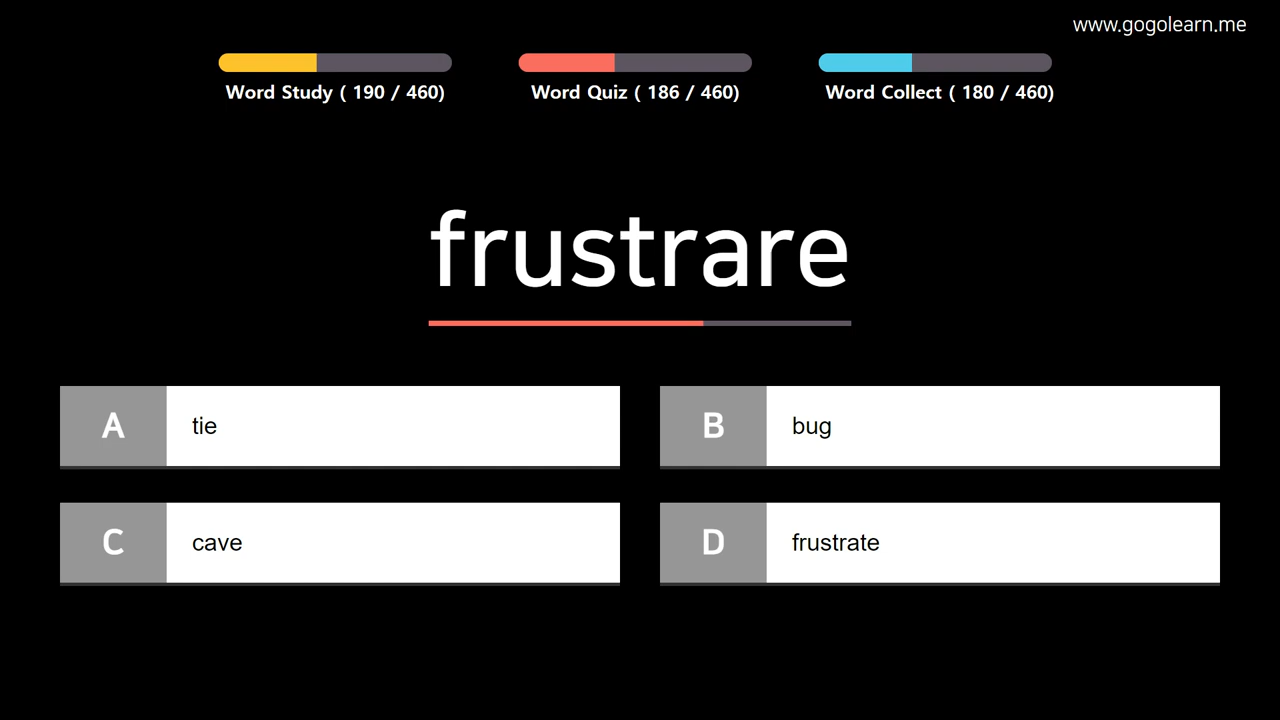 www.gogolearn.me
Word Study ( 190 / 460)
Word Quiz ( 186 / 460)
Word Collect ( 180 / 460)
frustrare
A tie
B bug
C cave
D frustrate